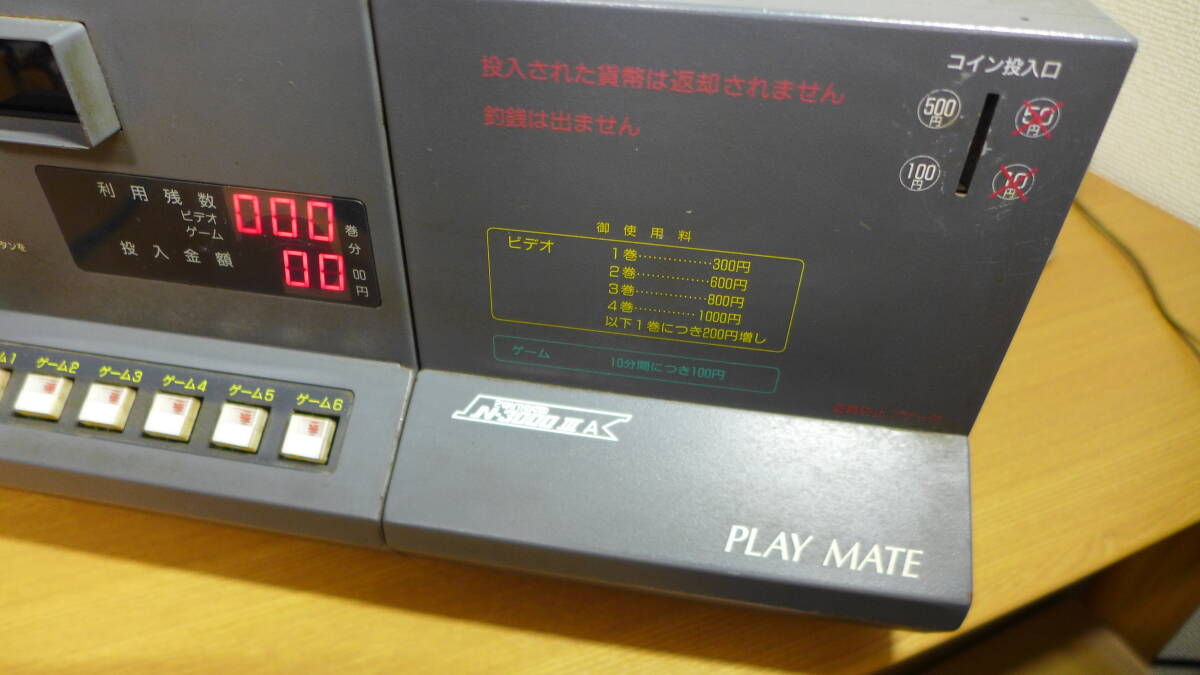 投入された貨幣は返却されません
釣銭は出ません
コイン投入口
500円
50円
100円
10円
利用残数
ビデオ
ゲーム
000
巻
分
投入金額
00
00
円
タンを
御使用料
ビデオ
1巻……………300円
2巻……………600円
3巻……………800円
4巻…………1000円
以下1巻につき200円増し
ゲーム 10分間につき100円
ム1
ゲーム2
ゲーム3
ゲーム4
ゲーム5
ゲーム6
N-3000 III A
PLAY MATE